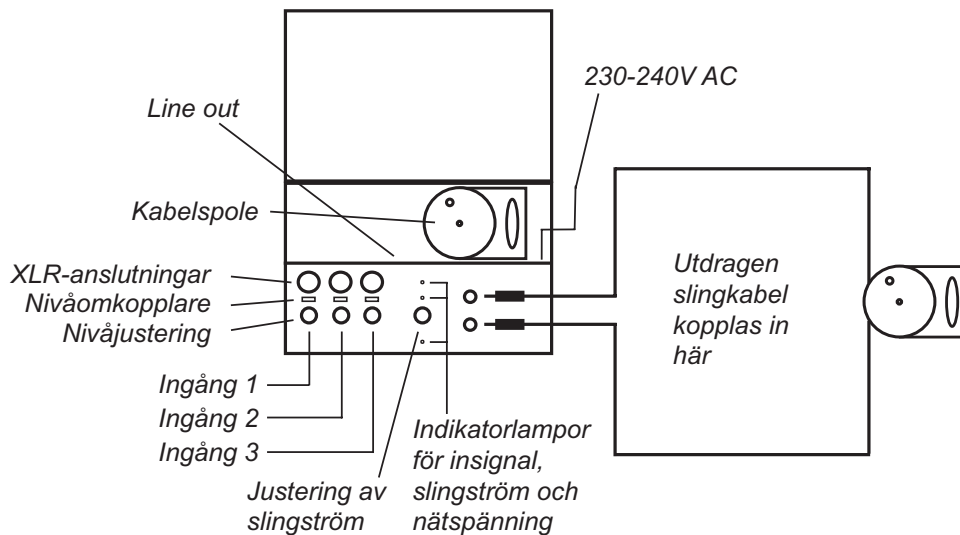 230-240V AC
Line out
Kabelspole
XLR-anslutningar
Nivåomkopplare
Nivåjustering
Utdragen
slingkabel
kopplas in
här
Ingång 1
Ingång 2
Ingång 3
Justering av
slingström
Indikatorlampor
för insignal,
slingström och
nätspänning